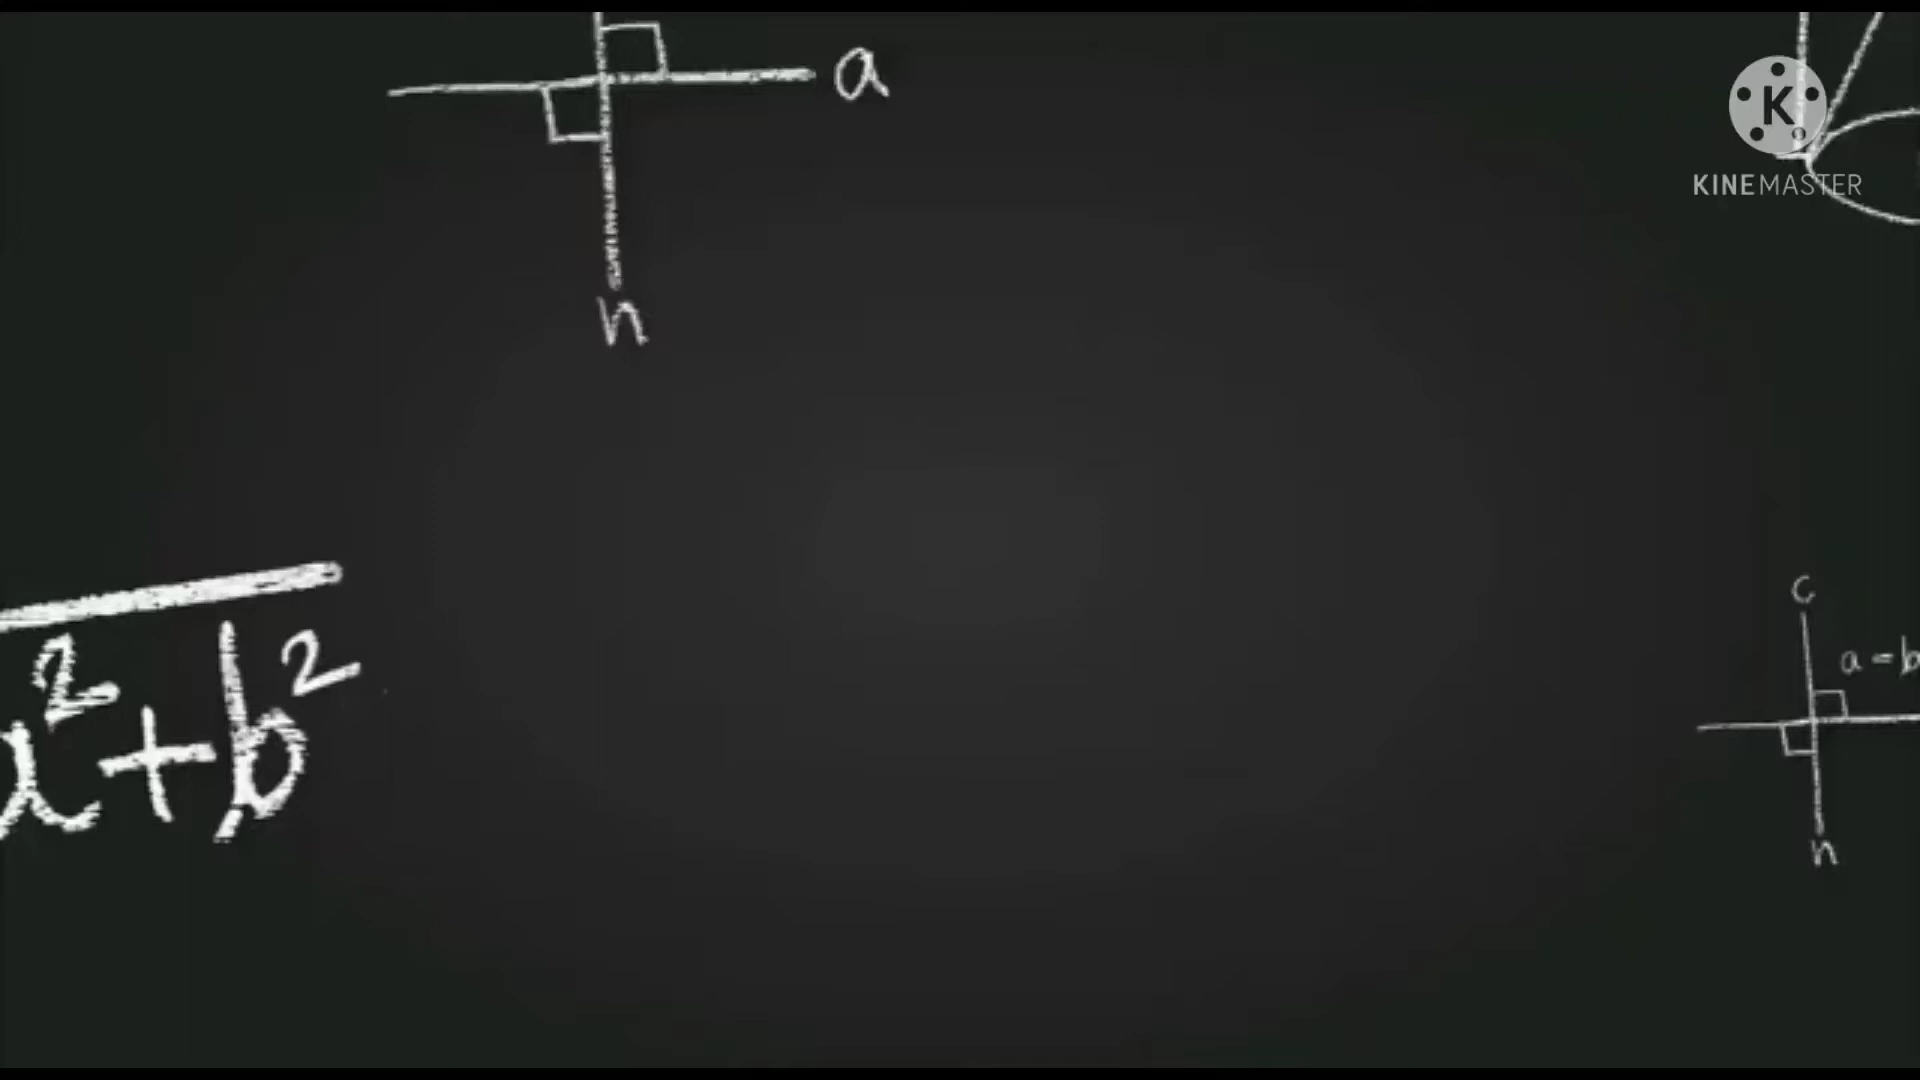 a
KINEMASTER
n
c
a = b
a²+b²
n